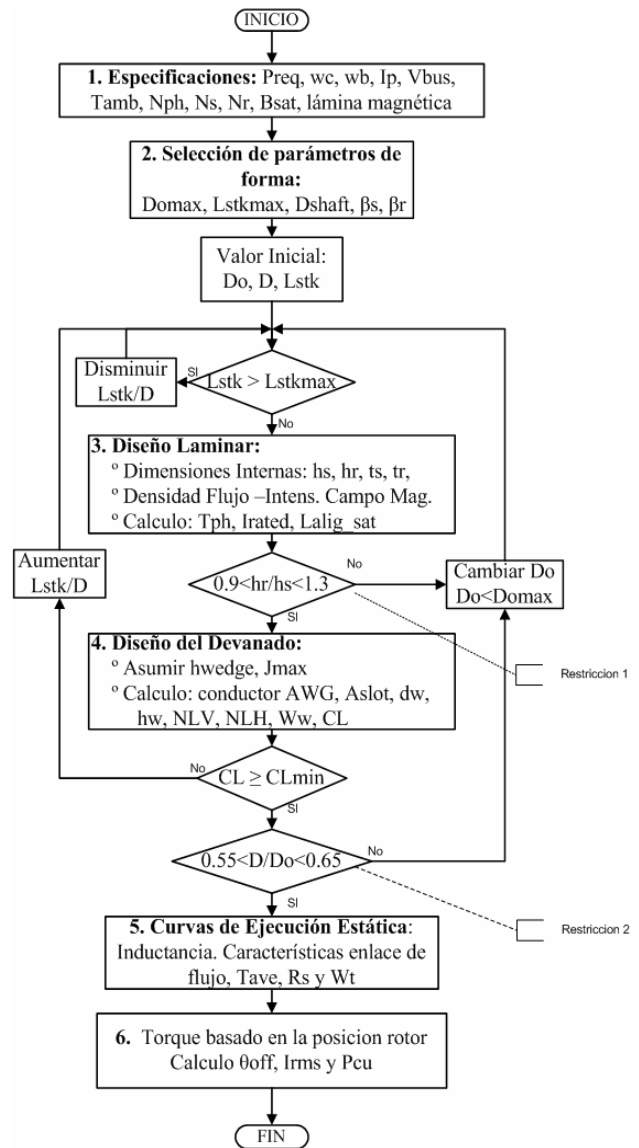 INICIO
1. Especificaciones: Preq, wc, wb, Ip, Vbus,
Tamb, Nph, Ns, Nr, Bsat, lámina magnética
2. Selección de parámetros de
forma:
Domax, Lstkmax, Dshaft, βs, βr
Valor Inicial:
Do, D, Lstk
Disminuir
Lstk/D
SI
Lstk > Lstkmax
No
3. Diseño Laminar:
º Dimensiones Internas: hs, hr, ts, tr,
º Densidad Flujo –Intens. Campo Mag.
º Calculo: Tph, Irated, Lalig_sat
Aumentar
Lstk/D
0.9<hr/hs<1.3
No
Cambiar Do
Do<Domax
SI
Restriccion 1
4. Diseño del Devanado:
º Asumir hwedge, Jmax
º Calculo: conductor AWG, Aslot, dw,
hw, NLV, NLH, Ww, CL
No
CL ≥ CLmin
SI
0.55<D/Do<0.65
No
SI
Restriccion 2
5. Curvas de Ejecución Estática:
Inductancia. Características enlace de
flujo, Tave, Rs y Wt
6. Torque basado en la posicion rotor
Calculo θoff, Irms y Pcu
FIN